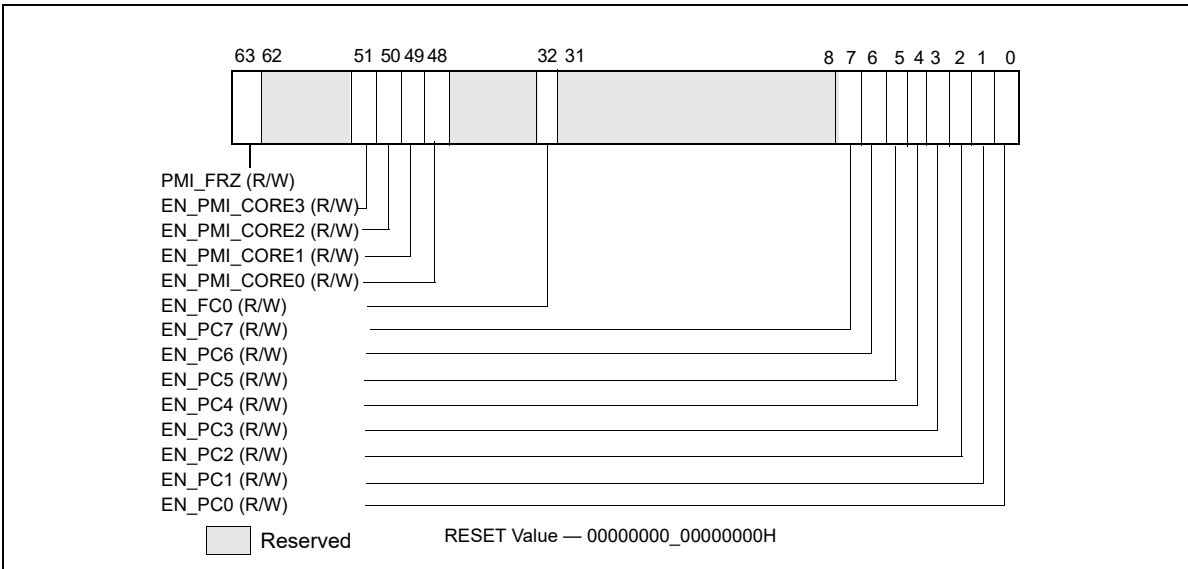 63 62 51 50 49 48 32 31 8 7 6 5 4 3 2 1 0
PMI_FRZ (R/W)
EN_PMI_CORE3 (R/W)
EN_PMI_CORE2 (R/W)
EN_PMI_CORE1 (R/W)
EN_PMI_CORE0 (R/W)
EN_FC0 (R/W)
EN_PC7 (R/W)
EN_PC6 (R/W)
EN_PC5 (R/W)
EN_PC4 (R/W)
EN_PC3 (R/W)
EN_PC2 (R/W)
EN_PC1 (R/W)
EN_PC0 (R/W)
Reserved RESET Value — 00000000_00000000H